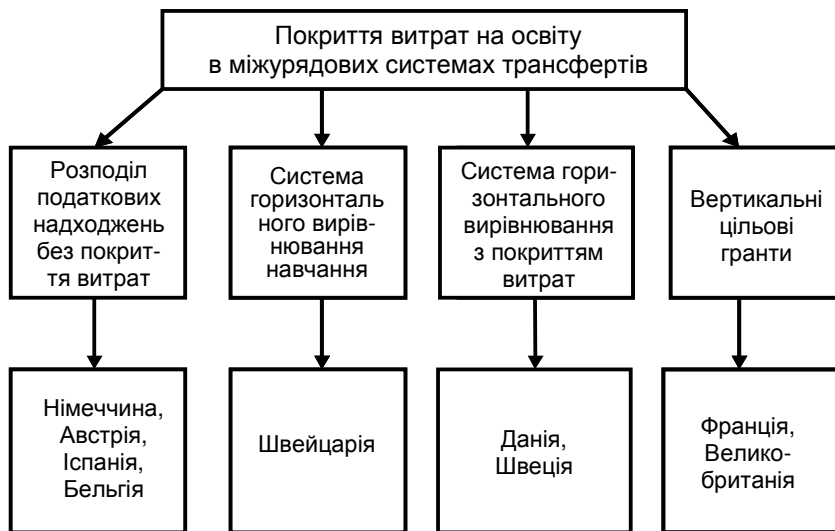 Покриття витрат на освіту
в міжурядових системах трансфертів
Розподіл
податкових
надходжень
без покрит-
тя витрат
Система
горизонталь
ного вирів-
нювання
навчання
Система гори-
зонтального
вирівнювання
з покриттям
витрат
Вертикальні
цільові
гранти
Німеччина,
Австрія,
Іспанія,
Бельгія
Швейцарія
Данія,
Швеція
Франція,
Велико-
британія